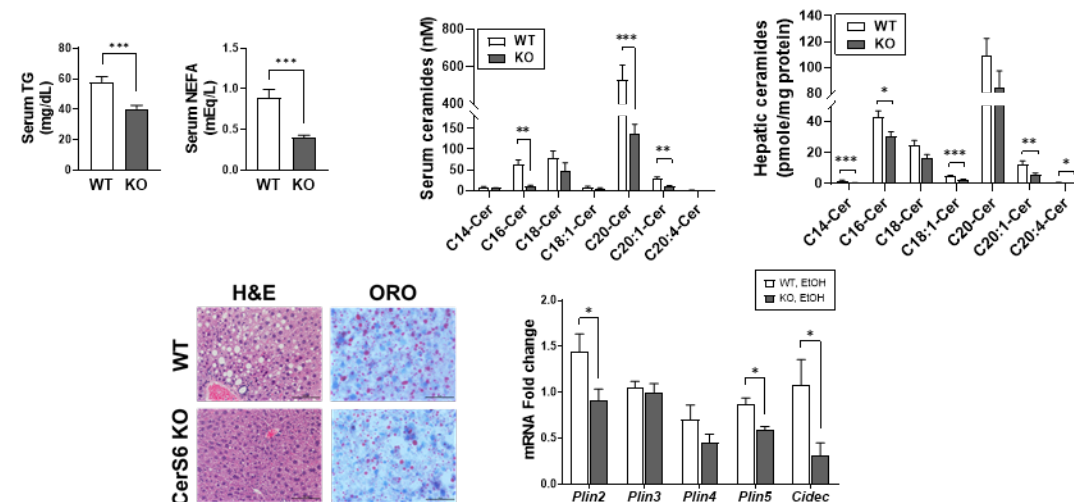 Serum TG
(mg/dL)
80
60
40
20
0
***
WT KO
Serum NEFA
(mEq/L)
1.5
1.0
0.5
0.0
***
WT KO
Serum ceramides (nM)
800
600
400
150
100
50
0
WT
KO
**
***
**
C14-Cer
C16-Cer
C18-Cer
C18:1-Cer
C20-Cer
C20:1-Cer
C20:4-Cer
Hepatic ceramides
(pmole/mg protein)
140
120
100
80
60
40
20
0
WT
KO
***
*
***
**
*
C14-Cer
C16-Cer
C18-Cer
C18:1-Cer
C20-Cer
C20:1-Cer
C20:4-Cer
H&E ORO
WT
CerS6 KO
mRNA Fold change
2.0
1.5
1.0
0.5
0.0
WT, EtOH
KO, EtOH
*
*
*
Plin2 Plin3 Plin4 Plin5 Cidec